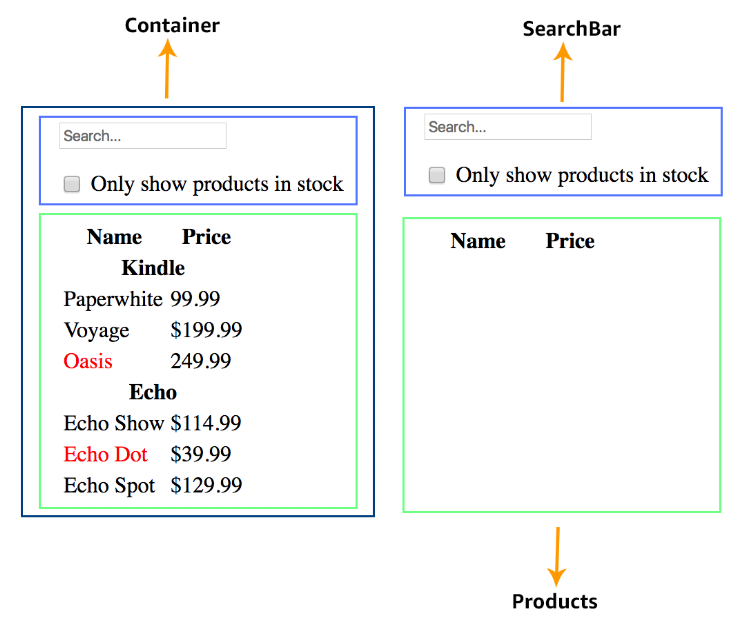 Container
Search...
Only show products in stock
Name Price
Kindle
Paperwhite 99.99
Voyage $199.99
Oasis 249.99
Echo
Echo Show $114.99
Echo Dot $39.99
Echo Spot $129.99
SearchBar
Search...
Only show products in stock
Name Price
Products